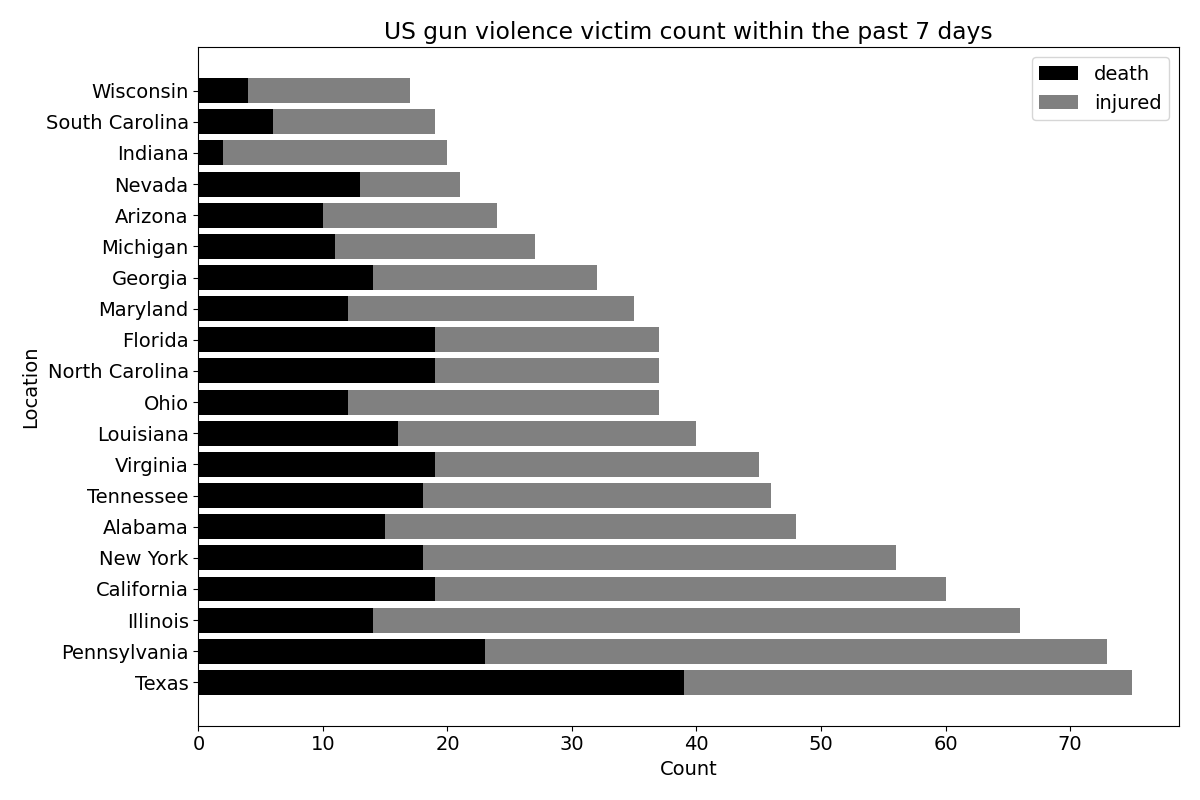 US gun violence victim count within the past 7 days
death
injured
Wisconsin
South Carolina
Indiana
Nevada
Arizona
Michigan
Georgia
Maryland
Florida
North Carolina
Ohio
Louisiana
Virginia
Tennessee
Alabama
New York
California
Illinois
Pennsylvania
Texas
Location
0 10 20 30 40 50 60 70
Count